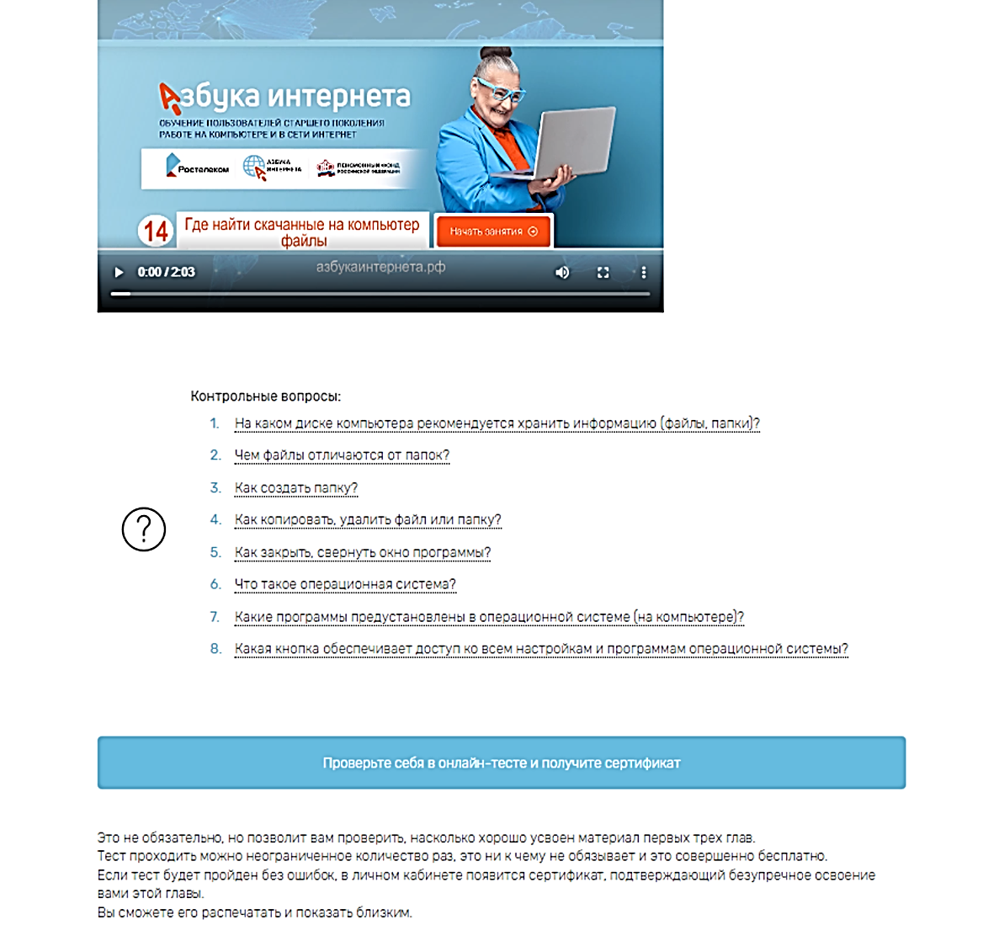 Азбука интернета
ОБУЧЕНИЕ ПОЛЬЗОВАТЕЛЕЙ СТАРШЕГО ПОКОЛЕНИЯ
РАБОТЕ НА КОМПЬЮТЕРЕ И В СЕТИ ИНТЕРНЕТ
Ростелеком
АЗБУКА
ИНТЕРНЕТА
ПЕНСИОННЫЙ ФОНД
РОССИЙСКОЙ ФЕДЕРАЦИИ
14
Где найти скачанные на компьютер
файлы
Начать занятия
азбукаинтернета.рф
0:00 / 2:03
Контрольные вопросы:
1. На каком диске компьютера рекомендуется хранить информацию (файлы, папки)?
2. Чем файлы отличаются от папок?
3. Как создать папку?
4. Как копировать, удалить файл или папку?
5. Как закрыть, свернуть окно программы?
6. Что такое операционная система?
7. Какие программы предустановлены в операционной системе (на компьютере)?
8. Какая кнопка обеспечивает доступ ко всем настройкам и программам операционной системы?
Проверьте себя в онлайн-тесте и получите сертификат
Это не обязательно, но позволит вам проверить, насколько хорошо усвоен материал первых трех глав.
Тест проходить можно неограниченное количество раз, это ни к чему не обязывает и это совершенно бесплатно.
Если тест будет пройден без ошибок, в личном кабинете появится сертификат, подтверждающий безупречное освоение
вами этой главы.
Вы сможете его распечатать и показать близким.